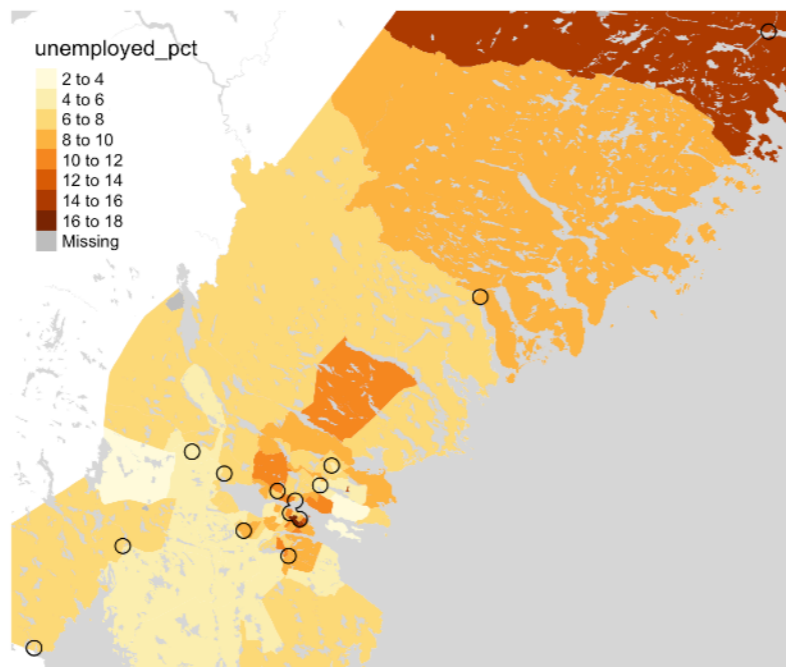 unemployed_pct
2 to 4
4 to 6
6 to 8
8 to 10
10 to 12
12 to 14
14 to 16
16 to 18
Missing